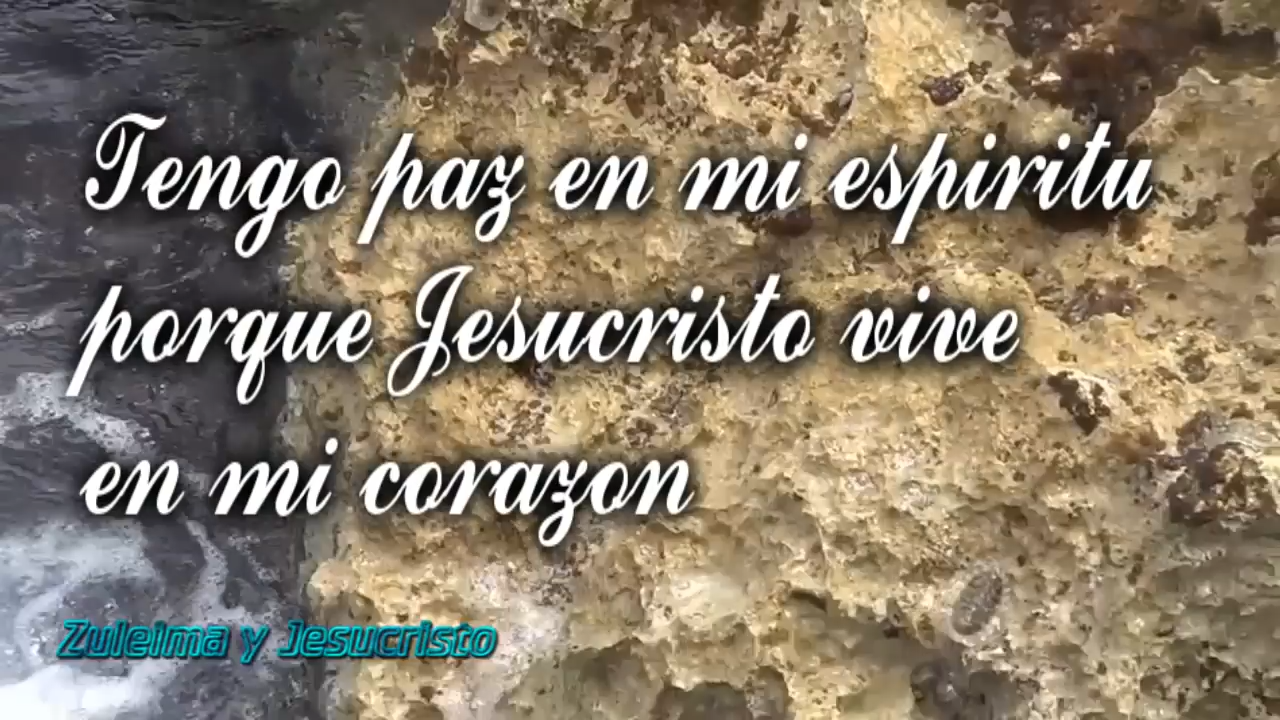 Tengo paz en mi espiritu
porque Jesucristo vive
en mi corazon
Zuleima y Jesucristo